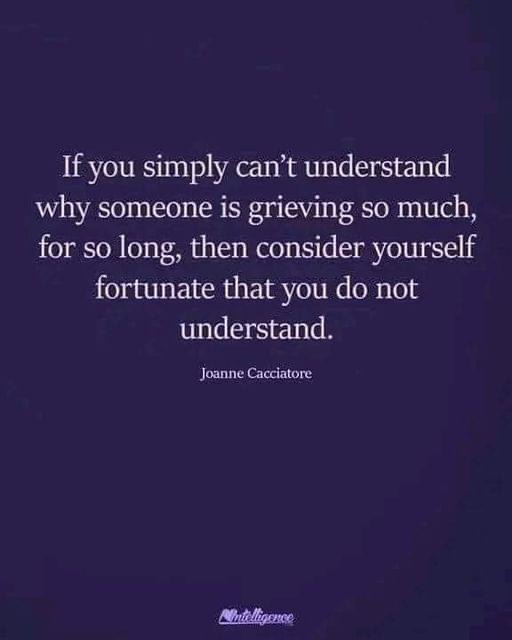 If you simply can’t understand
why someone is grieving so much,
for so long, then consider yourself
fortunate that you do not
understand.
Joanne Cacciatore